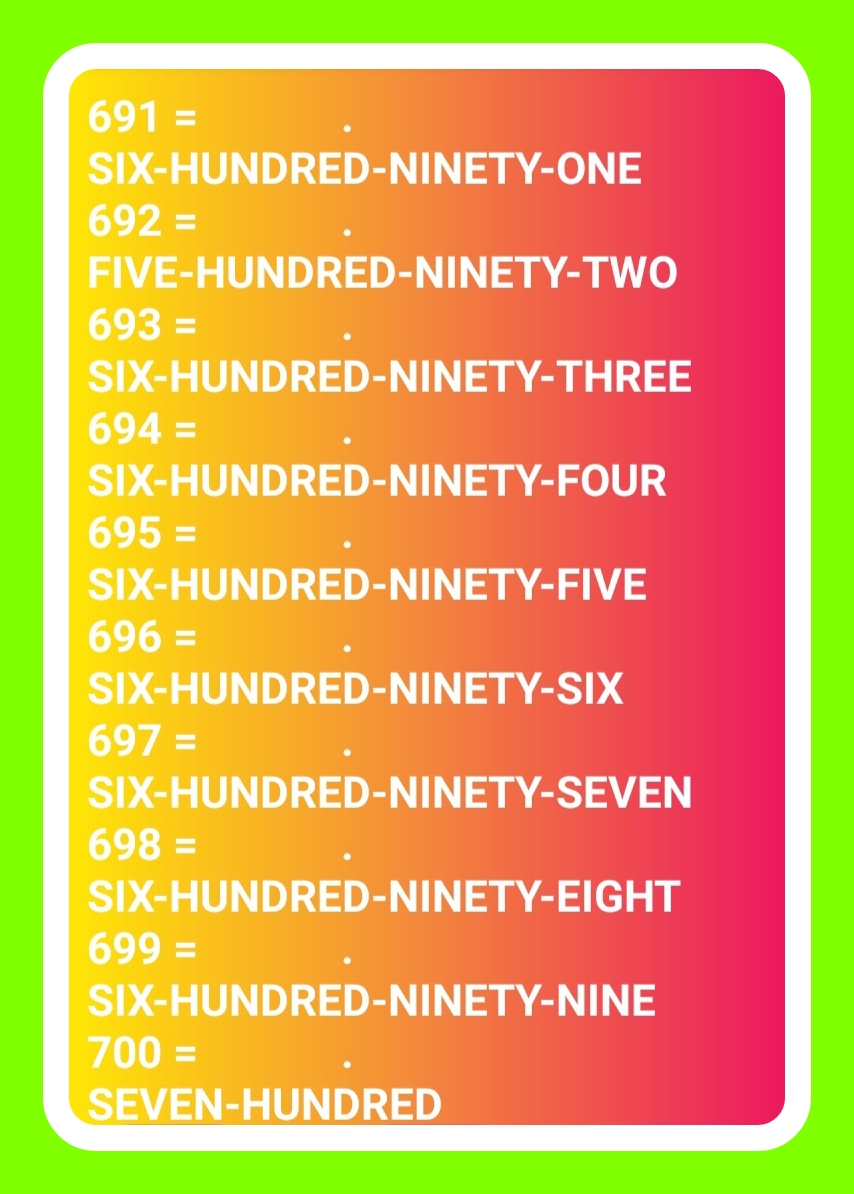 691 = .
SIX-HUNDRED-NINETY-ONE
692 = .
FIVE-HUNDRED-NINETY-TWO
693 = .
SIX-HUNDRED-NINETY-THREE
694 = .
SIX-HUNDRED-NINETY-FOUR
695 = .
SIX-HUNDRED-NINETY-FIVE
696 = .
SIX-HUNDRED-NINETY-SIX
697 = .
SIX-HUNDRED-NINETY-SEVEN
698 = .
SIX-HUNDRED-NINETY-EIGHT
699 = .
SIX-HUNDRED-NINETY-NINE
700 = .
SEVEN-HUNDRED